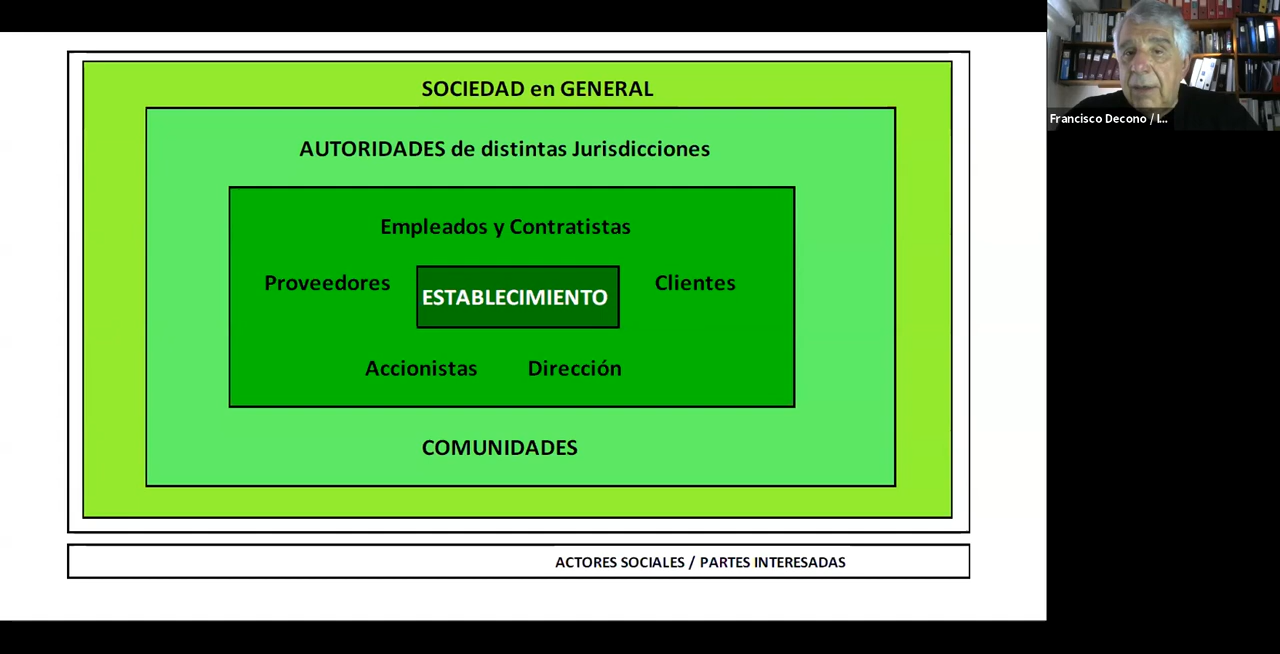 SOCIEDAD en GENERAL
AUTORIDADES de distintas Jurisdicciones
Empleados y Contratistas
Proveedores
ESTABLECIMIENTO
Clientes
Accionistas
Dirección
COMUNIDADES
ACTORES SOCIALES / PARTES INTERESADAS
Francisco Decono / I...